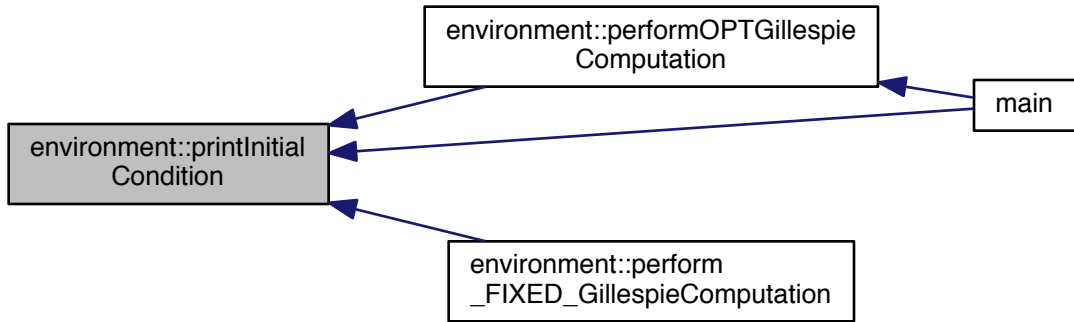 environment::performOPTGillespie
Computation
main
environment::printInitial
Condition
environment::perform
_FIXED_GillespieComputation